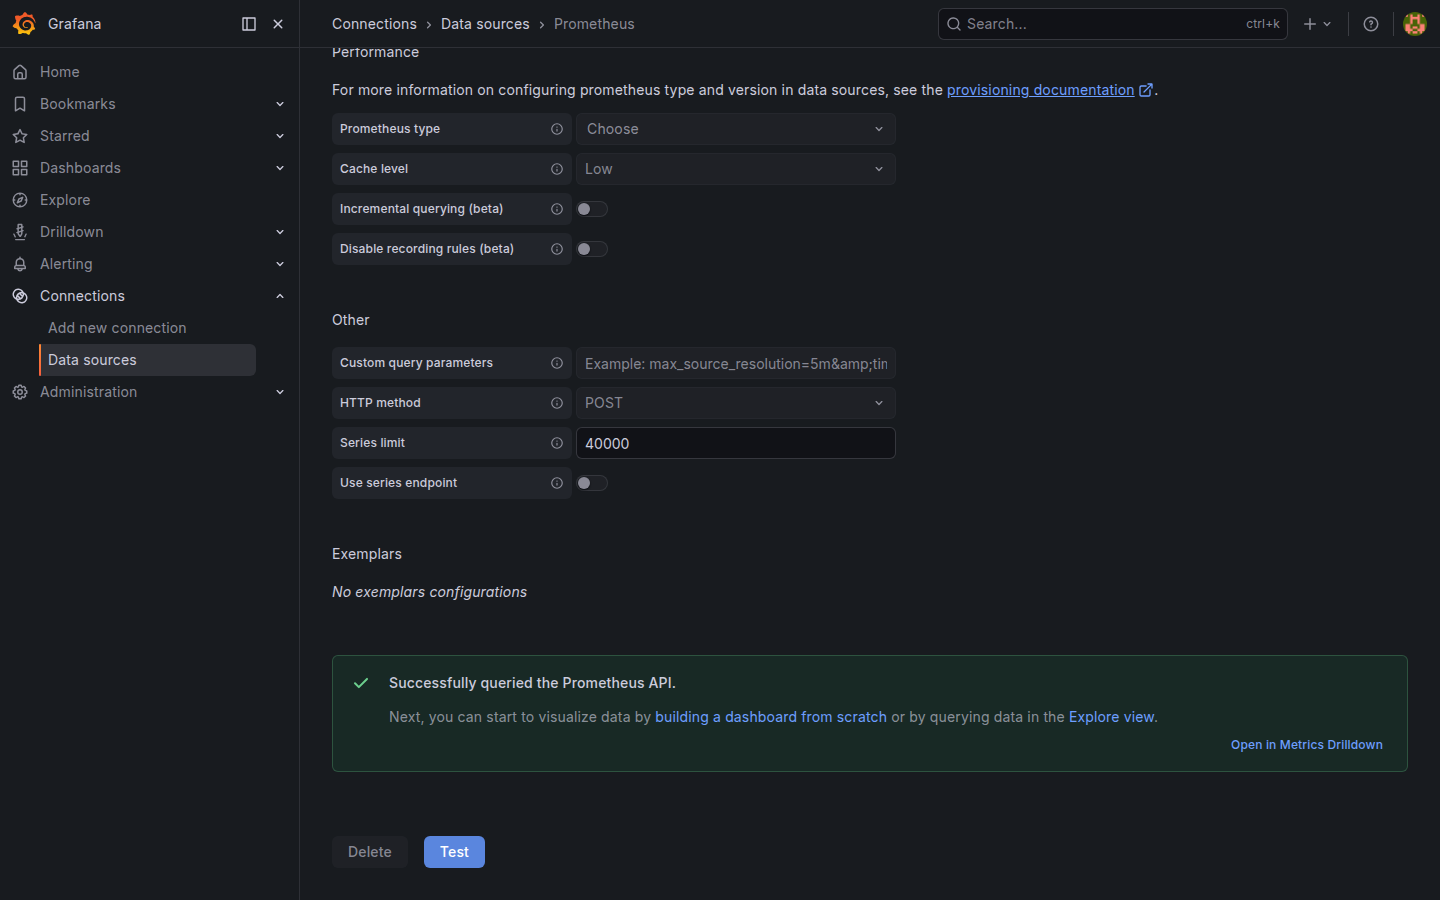 Grafana
Connections › Data sources › Prometheus
Search...
ctrl+k
Home
Bookmarks
Starred
Dashboards
Explore
Drilldown
Alerting
Connections
Add new connection
Data sources
Administration
Performance
For more information on configuring prometheus type and version in data sources, see the provisioning documentation.
Prometheus type
Choose
Cache level
Low
Incremental querying (beta)
Disable recording rules (beta)
Other
Custom query parameters
Example: max_source_resolution=5m&amp;tin
HTTP method
POST
Series limit
40000
Use series endpoint
Exemplars
No exemplars configurations
Successfully queried the Prometheus API.
Next, you can start to visualize data by building a dashboard from scratch or by querying data in the Explore view.
Open in Metrics Drilldown
Delete
Test